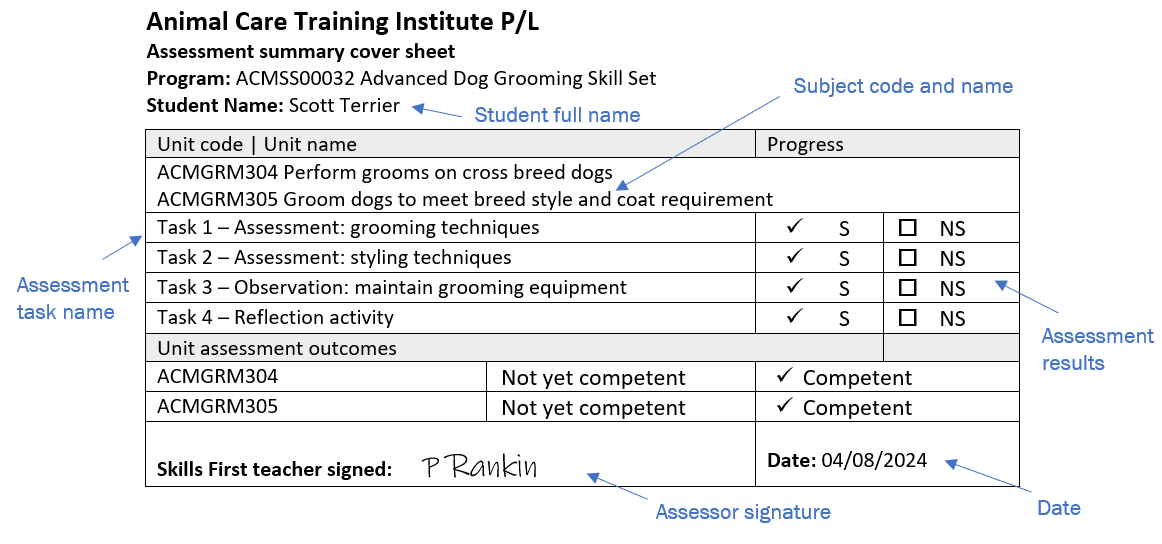 Animal Care Training Institute P/L
Assessment summary cover sheet
Program: ACMSS00032 Advanced Dog Grooming Skill Set
Subject code and name
Student Name: Scott Terrier
Student full name
Unit code | Unit name Progress
ACMGRM304 Perform grooms on cross breed dogs
ACMGRM305 Groom dogs to meet breed style and coat requirement
Task 1 – Assessment: grooming techniques ✓ S ☐ NS
Task 2 – Assessment: styling techniques ✓ S ☐ NS
Task 3 – Observation: maintain grooming equipment ✓ S ☐ NS
Task 4 – Reflection activity ✓ S ☐ NS
Assessment
task name
Assessment
results
Unit assessment outcomes
ACMGRM304 Not yet competent ✓ Competent
ACMGRM305 Not yet competent ✓ Competent
Skills First teacher signed: P Rankin Date: 04/08/2024
Assessor signature
Date